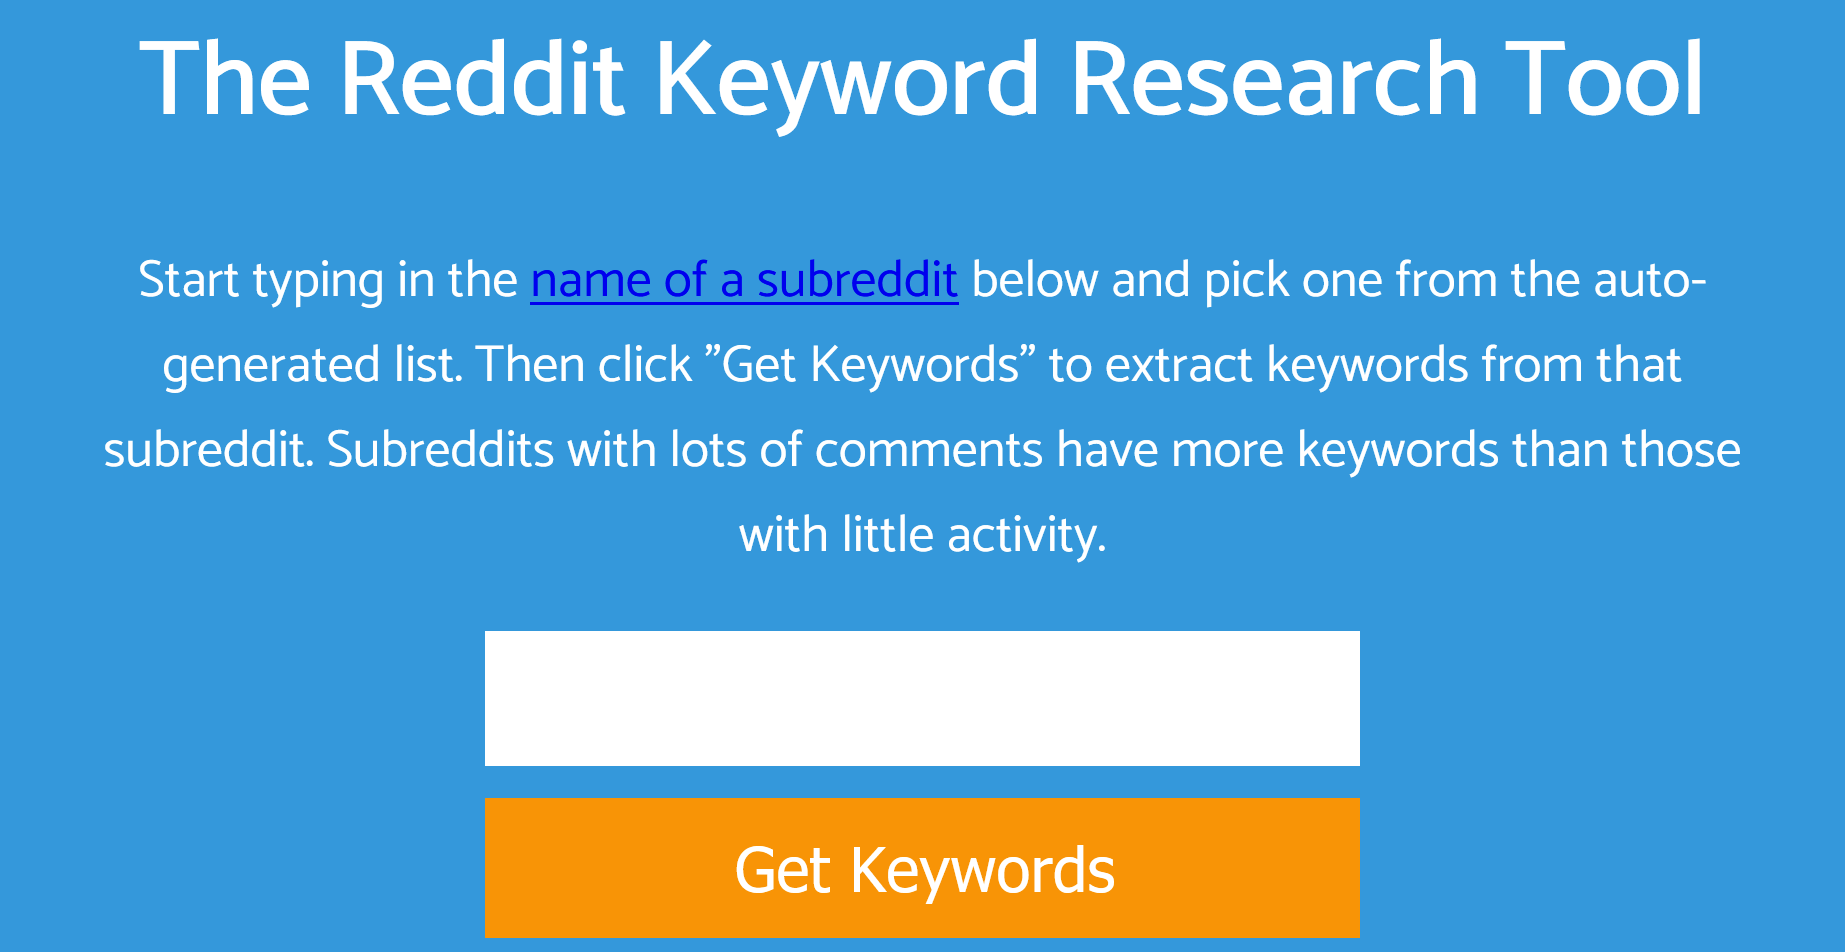 The Reddit Keyword Research Tool
Start typing in the name of a subreddit below and pick one from the auto-
generated list. Then click ”Get Keywords” to extract keywords from that
subreddit. Subreddits with lots of comments have more keywords than those
with little activity.
Get Keywords